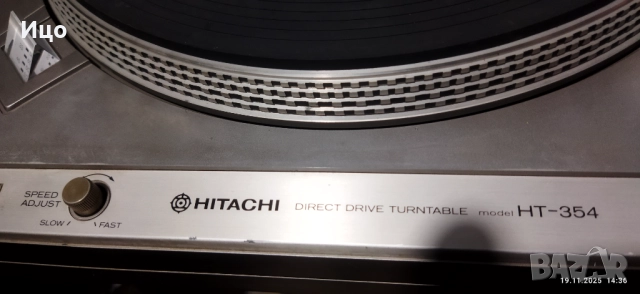 Ицо
SPEED
ADJUST
SLOW FAST
HITACHI DIRECT DRIVE TURNTABLE model HT-354
BAZAR
19.11.2025 14:36